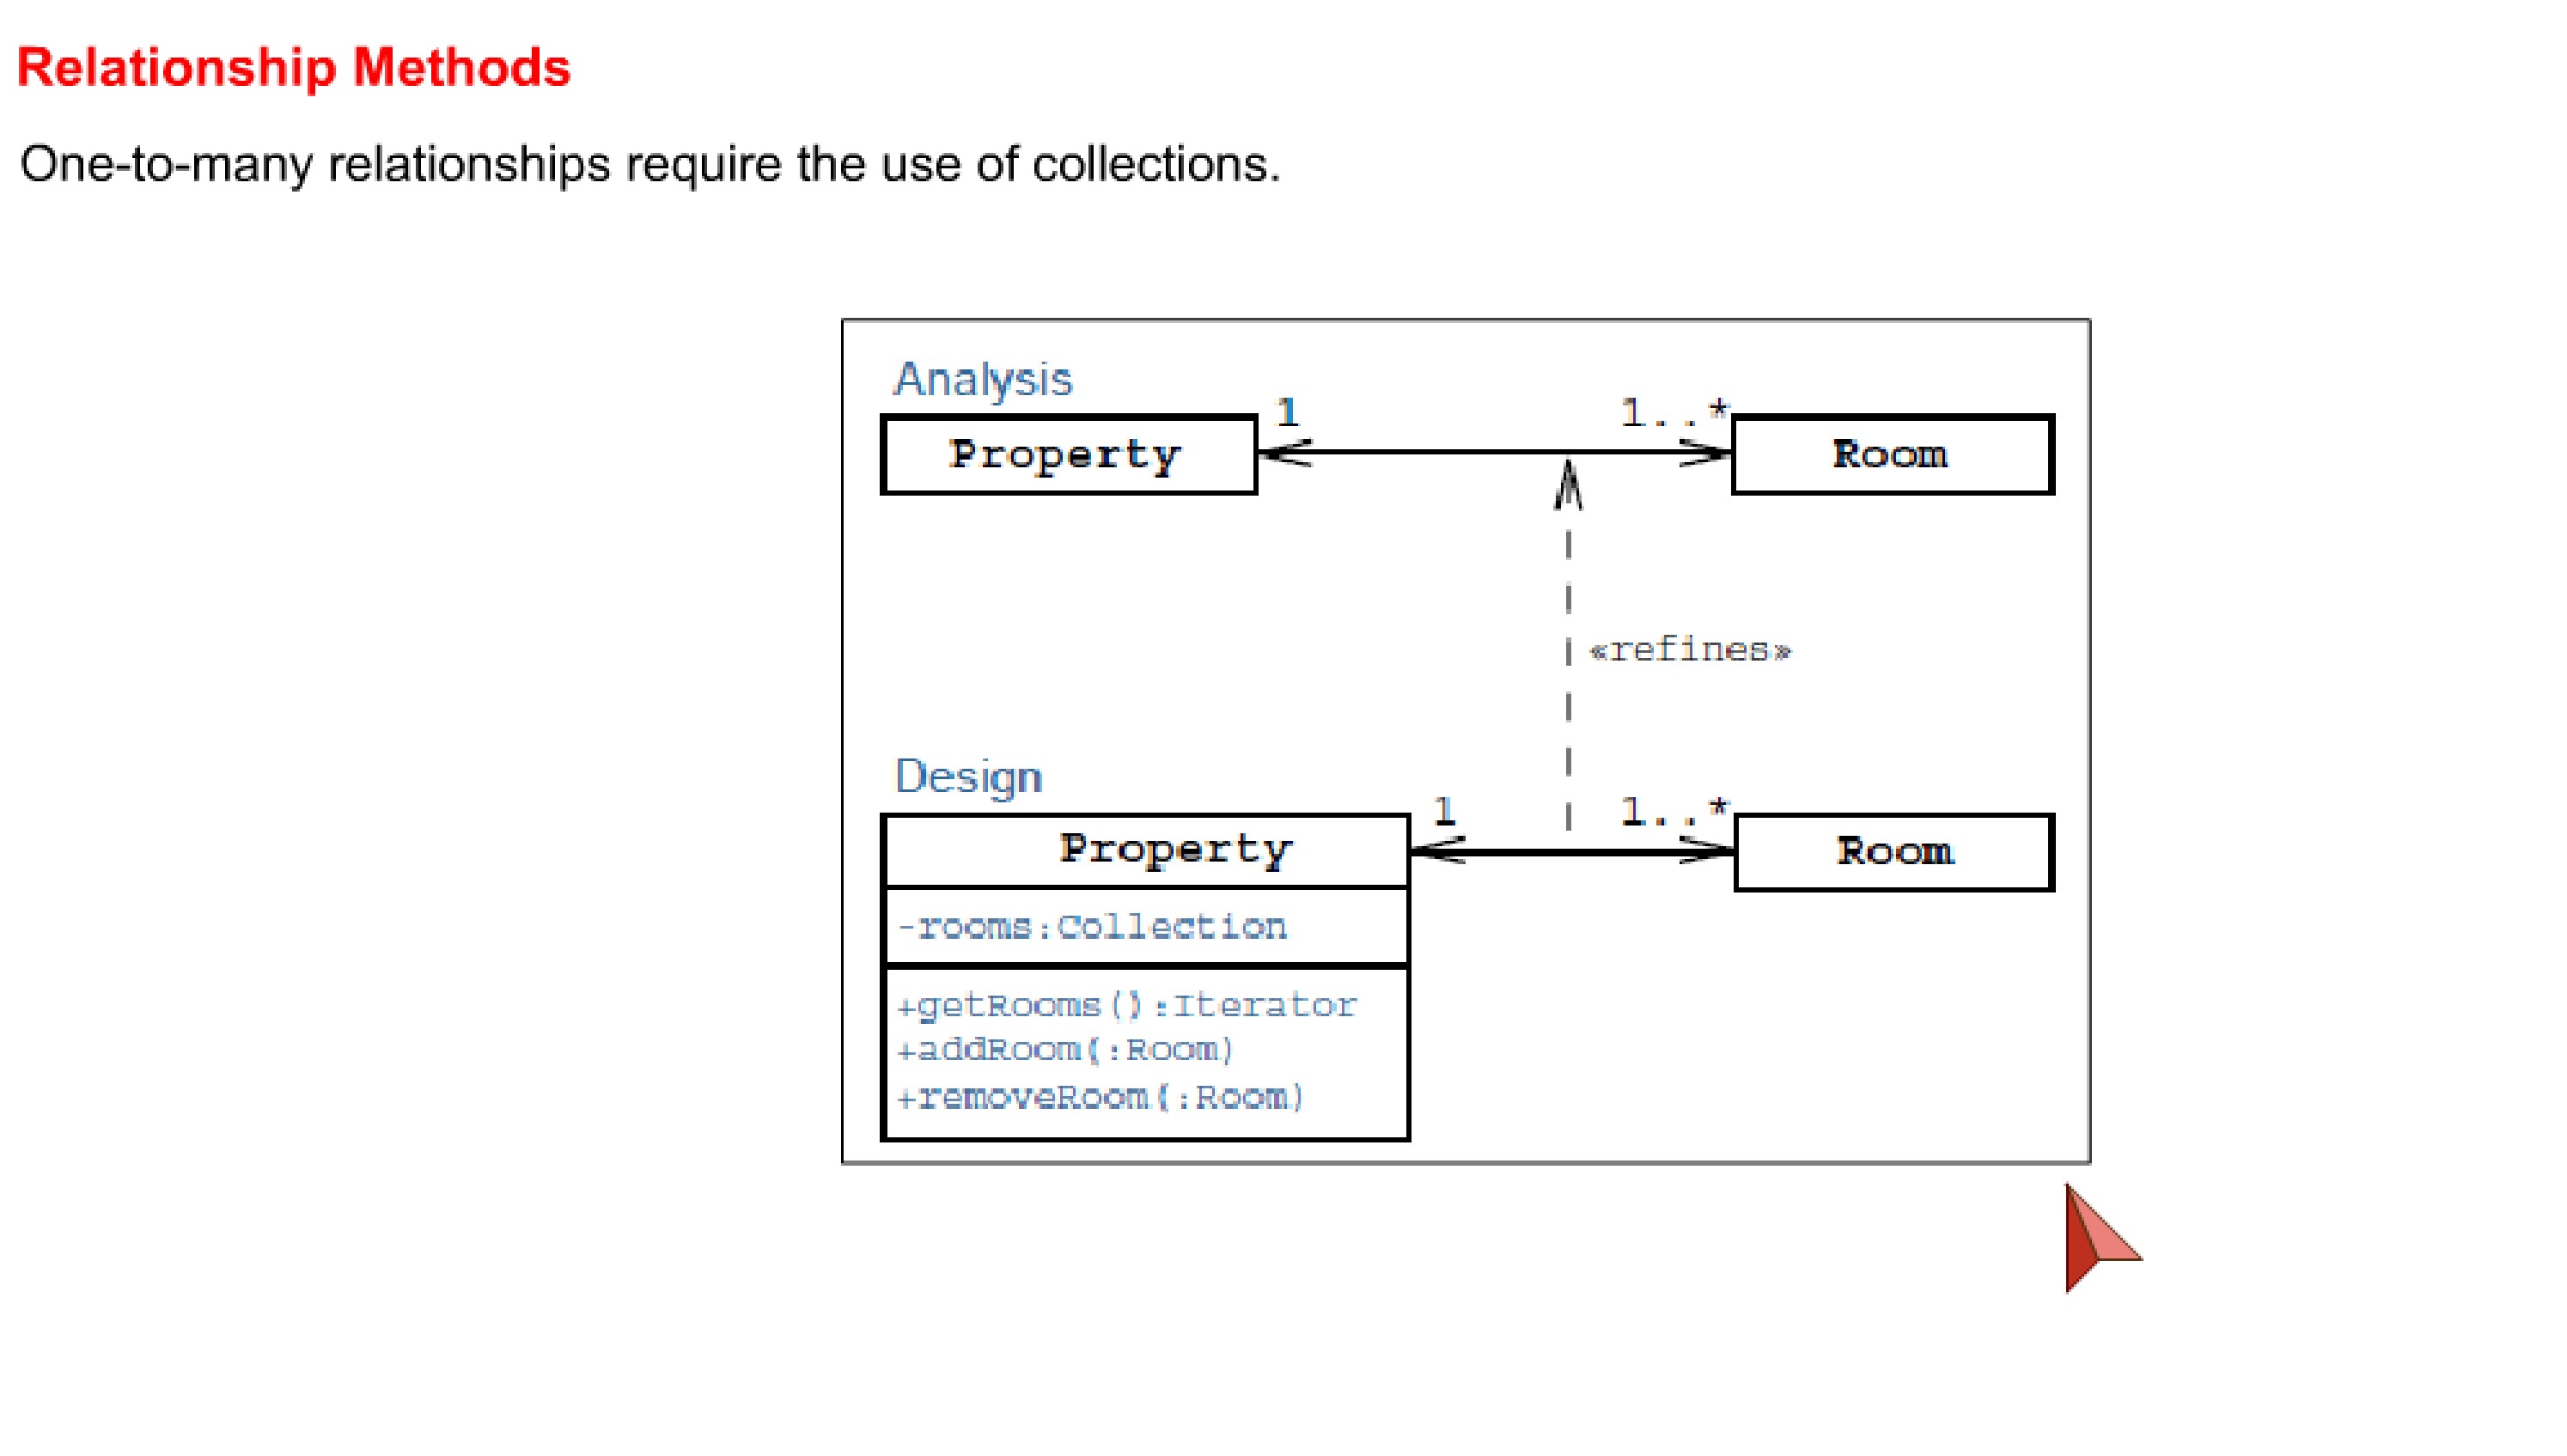 Relationship Methods
One-to-many relationships require the use of collections.
Analysis
Property
1
1..*
Room
«refines»
Design
Property
1
1..*
Room
-rooms:Collection
+getRooms():Iterator
+addRoom(:Room)
+removeRoom(:Room)